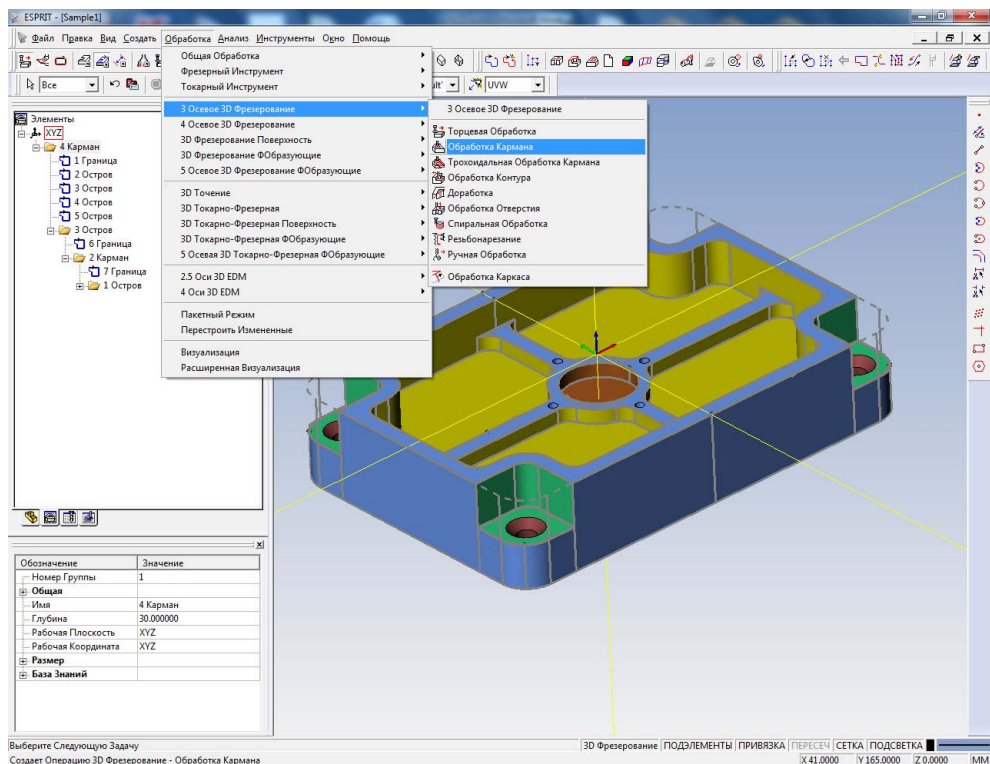 ESPRIT - [Sample1]
Файл Правка Вид Создать Обработка Анализ Инструменты Окно Помощь
Все
UVW
Общая Обработка
Фрезерный Инструмент
Токарный Инструмент
3 Осевое 3D Фрезерование
4 Осевое 3D Фрезерование
3D Фрезерование Поверхность
3D Фрезерование ФОбразующие
5 Осевое 3D Фрезерование ФОбразующие
3D Точение
3D Токарно-Фрезерная
3D Токарно-Фрезерная Поверхность
3D Токарно-Фрезерная ФОбразующие
5 Осевая 3D Токарно-Фрезерная ФОбразующие
2.5 Оси 3D EDM
4 Оси 3D EDM
Пакетный Режим
Перестроить Измененные
Визуализация
Расширенная Визуализация
3 Осевое 3D Фрезерование
Торцевая Обработка
Обработка Кармана
Трохоидальная Обработка Кармана
Обработка Контура
Доработка
Обработка Отверстия
Спиральная Обработка
Резьбонарезание
Ручная Обработка
Обработка Каркаса
Элементы
XYZ
4 Карман
1 Граница
2 Остров
3 Остров
4 Остров
5 Остров
3 Остров
6 Граница
2 Карман
7 Граница
1 Остров
Обозначение Значение
Номер Группы 1
Общая
Имя 4 Карман
Глубина 30.000000
Рабочая Плоскость XYZ
Рабочая Координата XYZ
Размер
База Знаний
Выберите Следующую Задачу
3D Фрезерование ПОДЭЛЕМЕНТЫ ПРИВЯЗКА ПЕРЕСЕЧ СЕТКА ПОДСВЕТКА
Создает Операцию 3D Фрезерование - Обработка Кармана
X 41.0000 Y 165.0000 Z 0.0000 MM